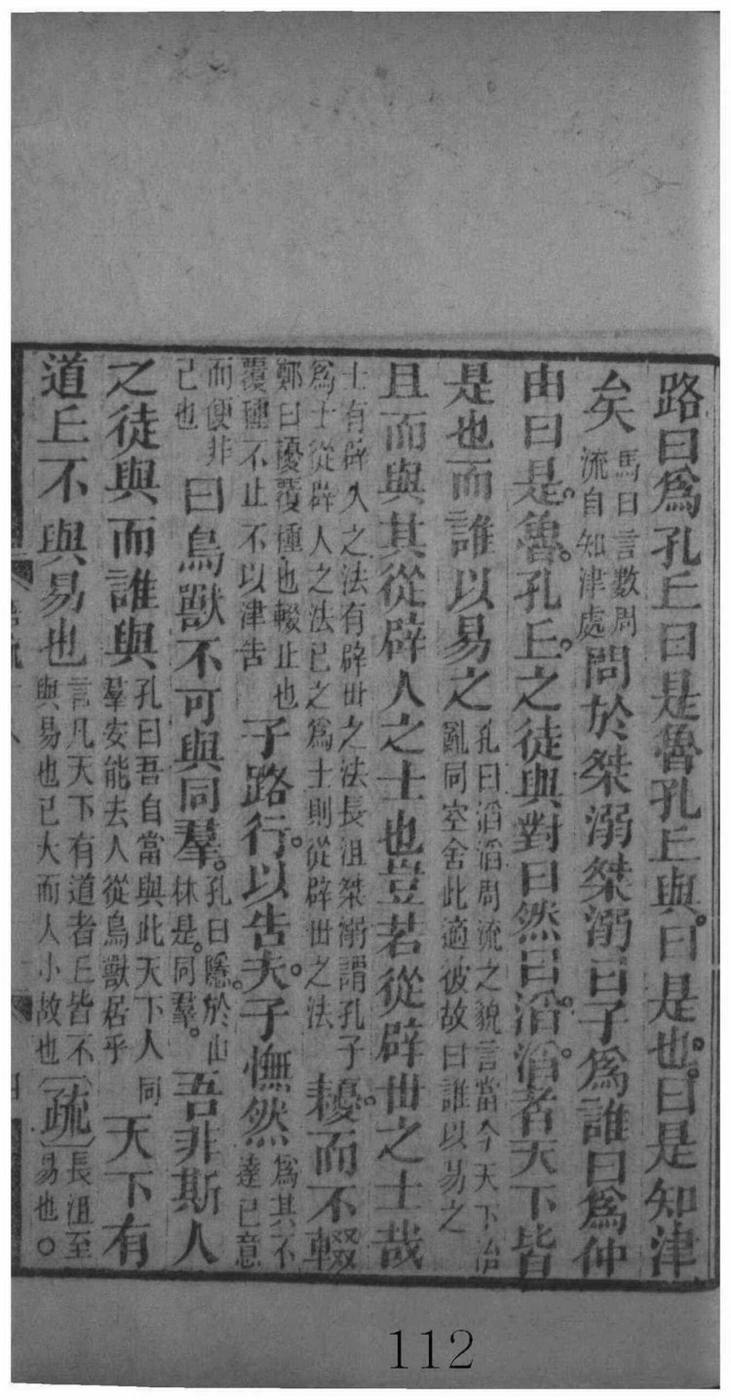 路曰爲孔丘曰是魯孔丘與曰是也曰是知津
矣馬曰言數周流自知津處問於桀溺桀溺曰子爲誰曰爲仲
由曰是魯孔丘之徒與對曰然曰滔滔者天下皆
是也而誰以易之孔曰滔滔周流之貌言當今天下治亂同空舍此適彼故曰誰以易之
且而與其從辟人之士也豈若從辟世之士哉
士有辟人之法有辟世之法長沮桀溺謂孔子爲士從辟人之法已之爲士則從辟世之法耰而不輟
鄭曰耰覆種也輟止也覆種不止不以津告子路行以告夫子憮然爲其不達已意
而便非己也曰鳥獸不可與同羣孔曰隱於山林是同羣吾非斯人
之徒與而誰與孔曰吾自當與此天下人同羣安能去人從鳥獸居乎天下有
道丘不與易也言凡天下有道者丘皆不與易也已大而人小故也〔疏〕長沮至易也○
112